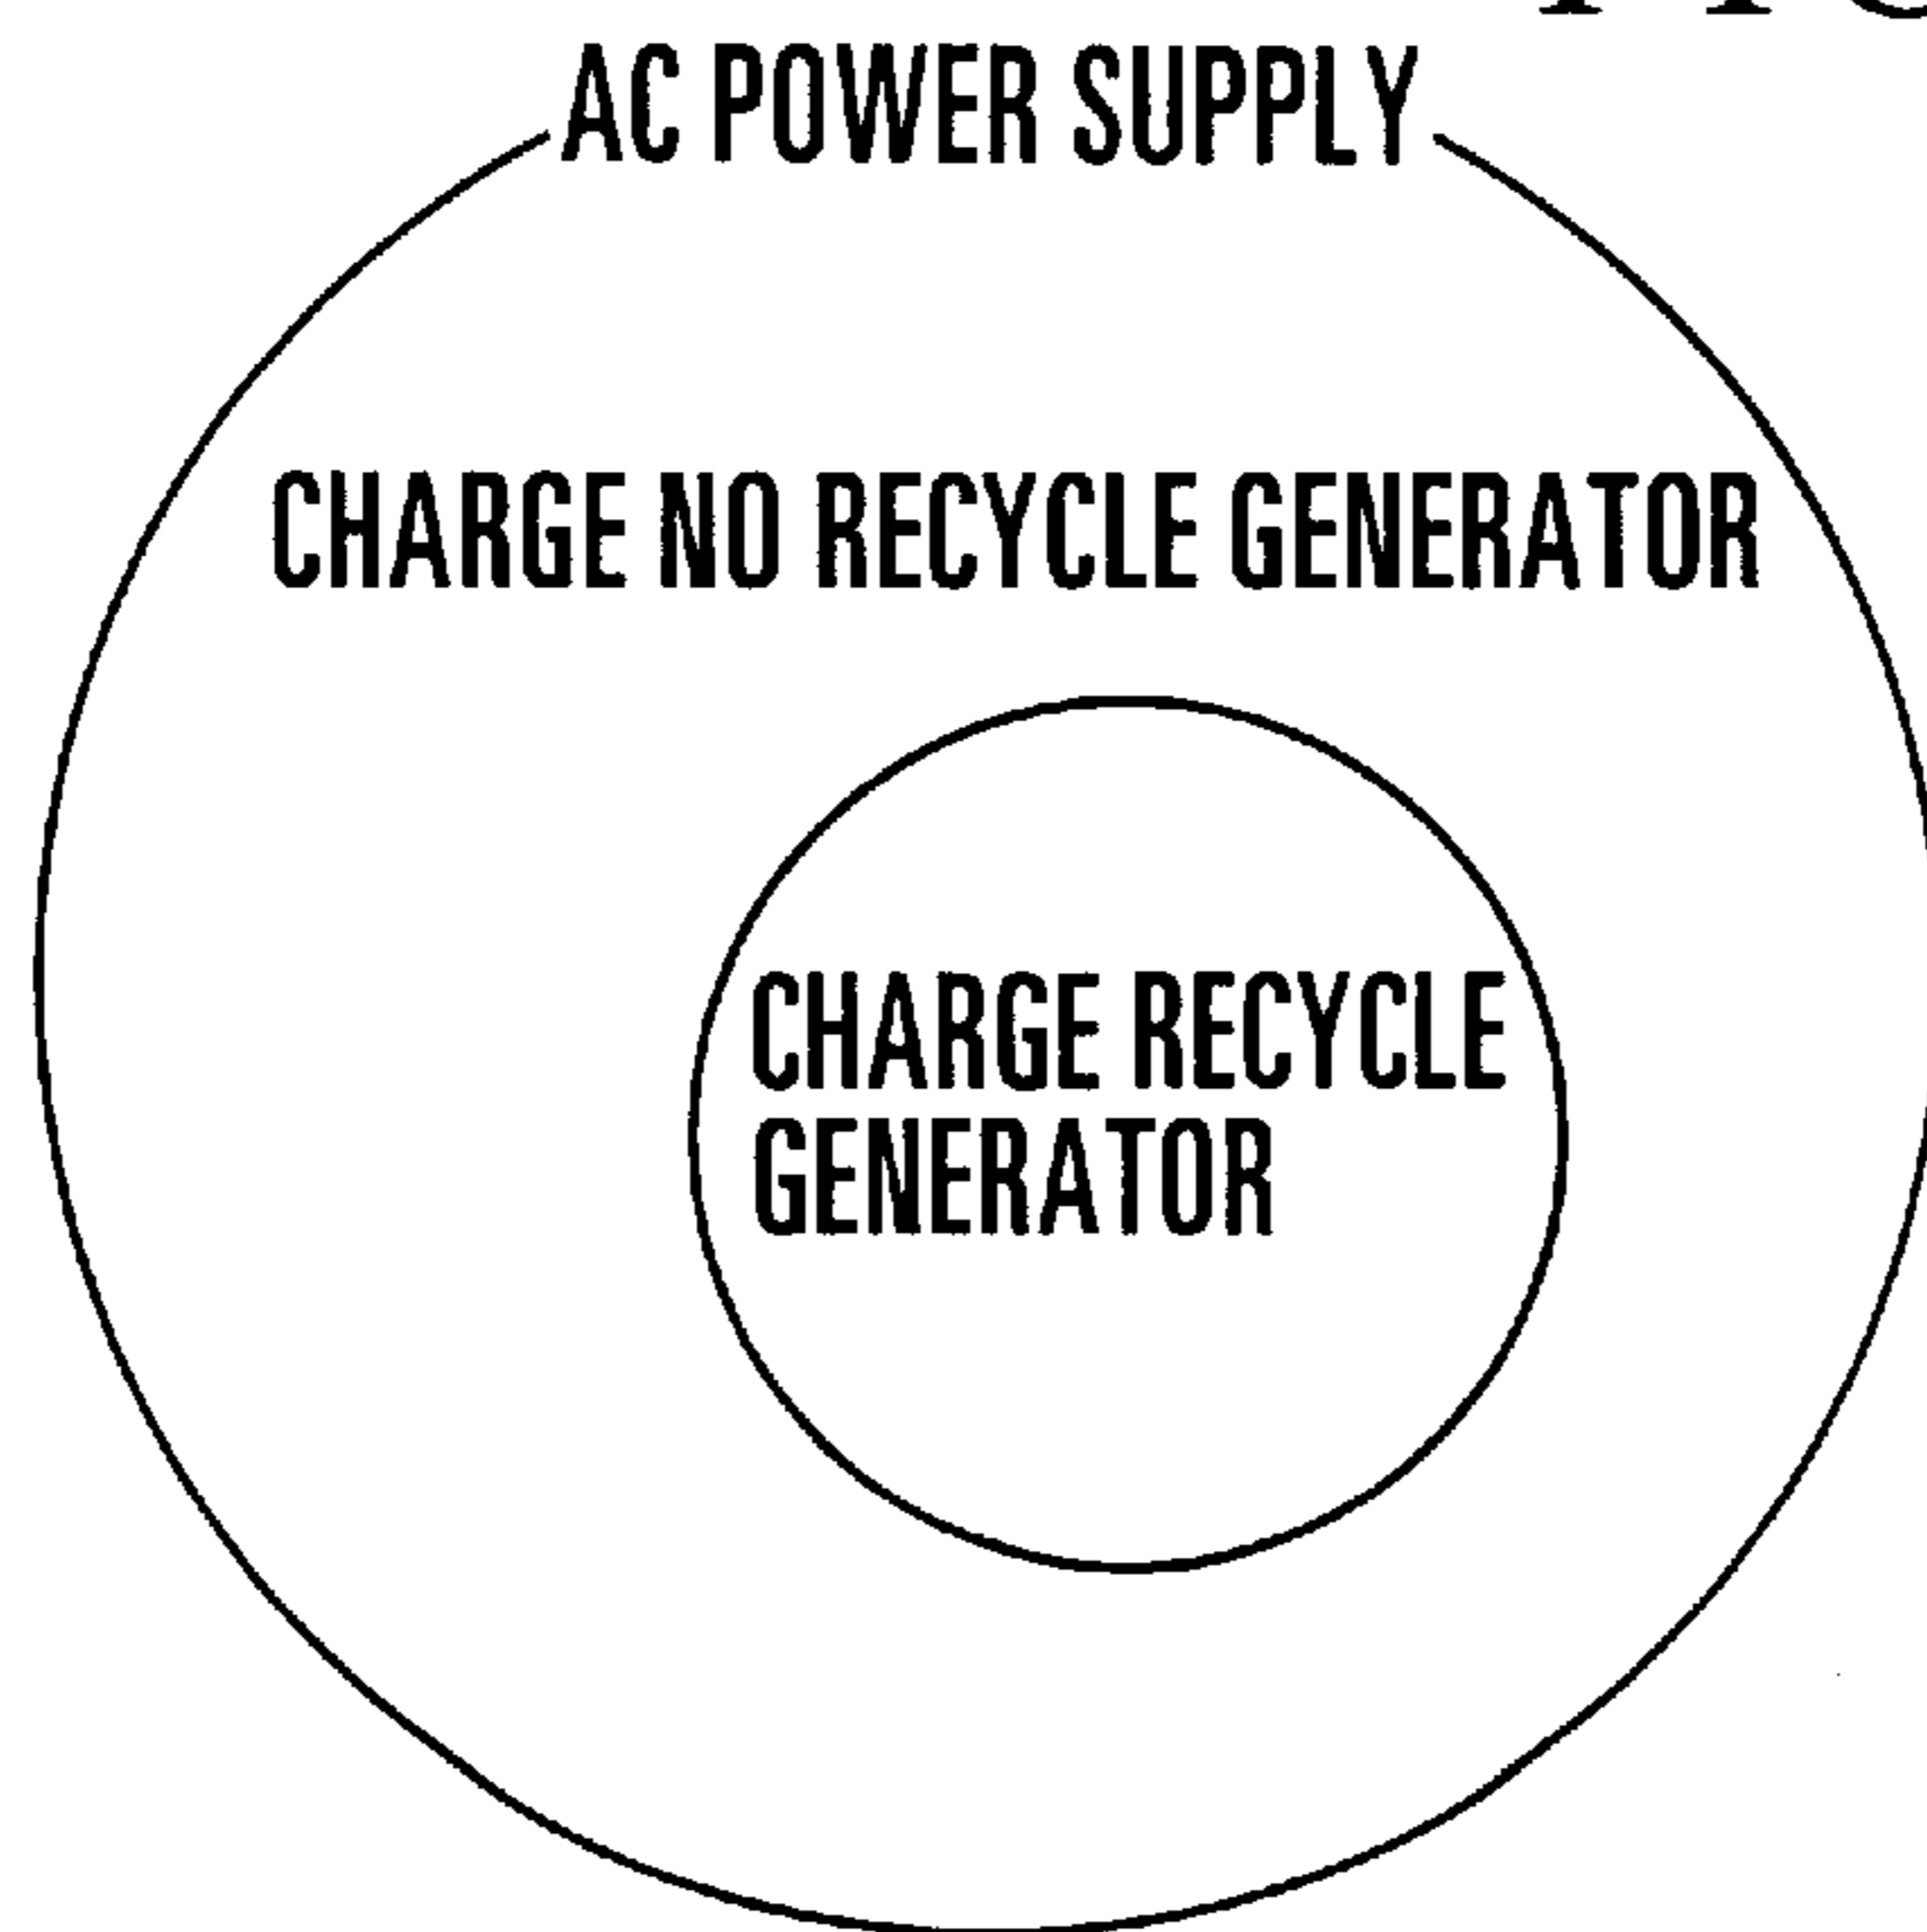 AC POWER SUPPLY
CHARGE NO RECYCLE GENERATOR
CHARGE RECYCLE
GENERATOR